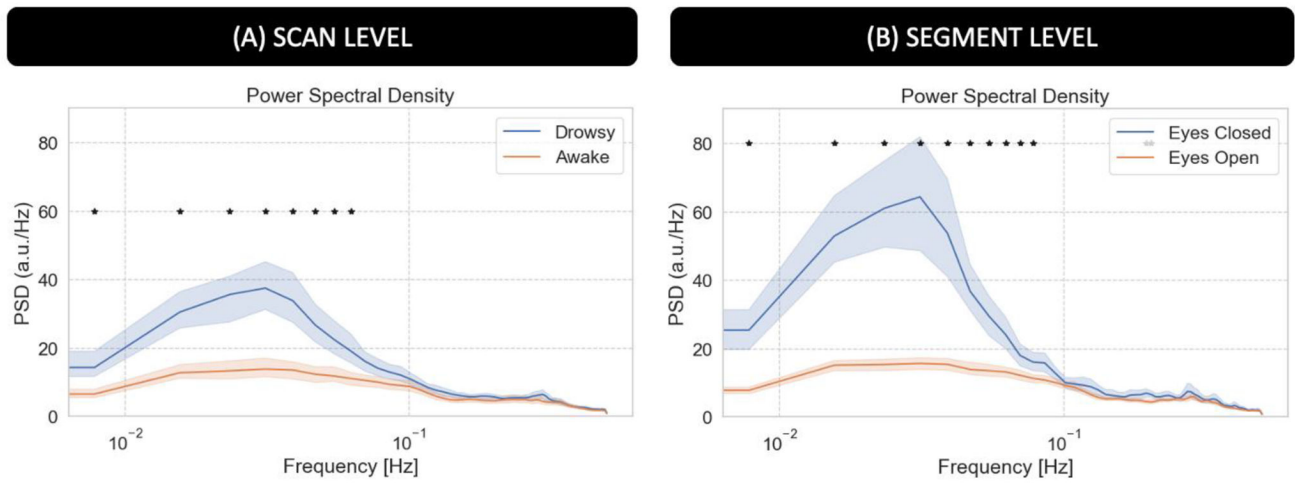 (A) SCAN LEVEL
Power Spectral Density
PSD (a.u./Hz)
80
60
40
20
0
Drowsy
Awake
10⁻²
10⁻¹
Frequency [Hz]
(B) SEGMENT LEVEL
Power Spectral Density
PSD (a.u./Hz)
80
60
40
20
0
Eyes Closed
Eyes Open
10⁻²
10⁻¹
Frequency [Hz]